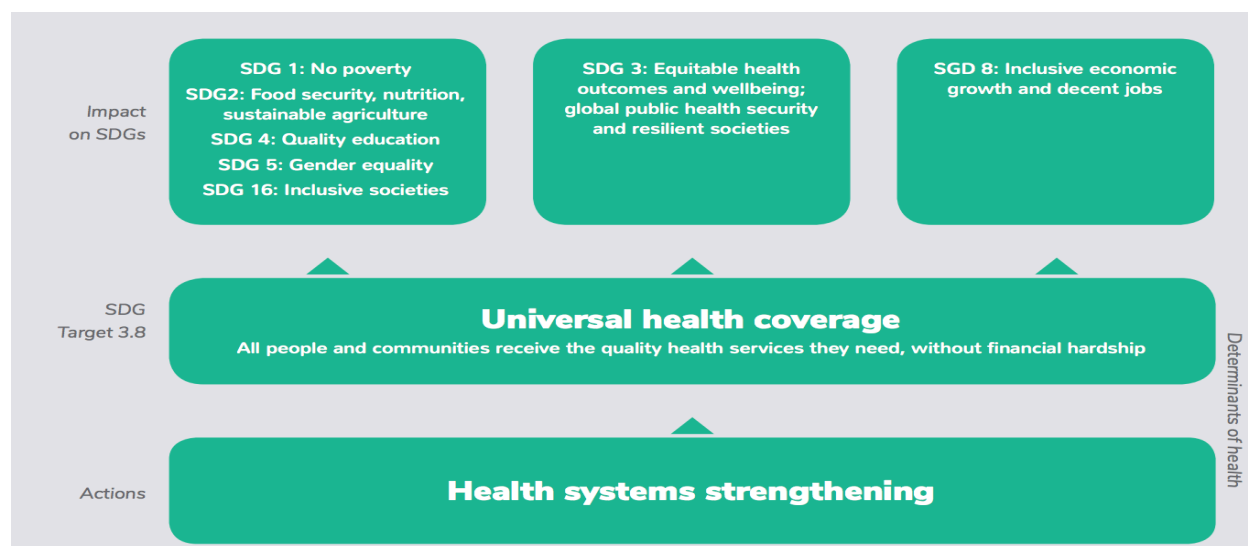 Impact
on SDGs
SDG 1: No poverty
SDG2: Food security, nutrition,
sustainable agriculture
SDG 4: Quality education
SDG 5: Gender equality
SDG 16: Inclusive societies
SDG 3: Equitable health
outcomes and wellbeing;
global public health security
and resilient societies
SGD 8: Inclusive economic
growth and decent jobs
SDG
Target 3.8
Universal health coverage
All people and communities receive the quality health services they need, without financial hardship
Actions
Health systems strengthening
Determinants of health